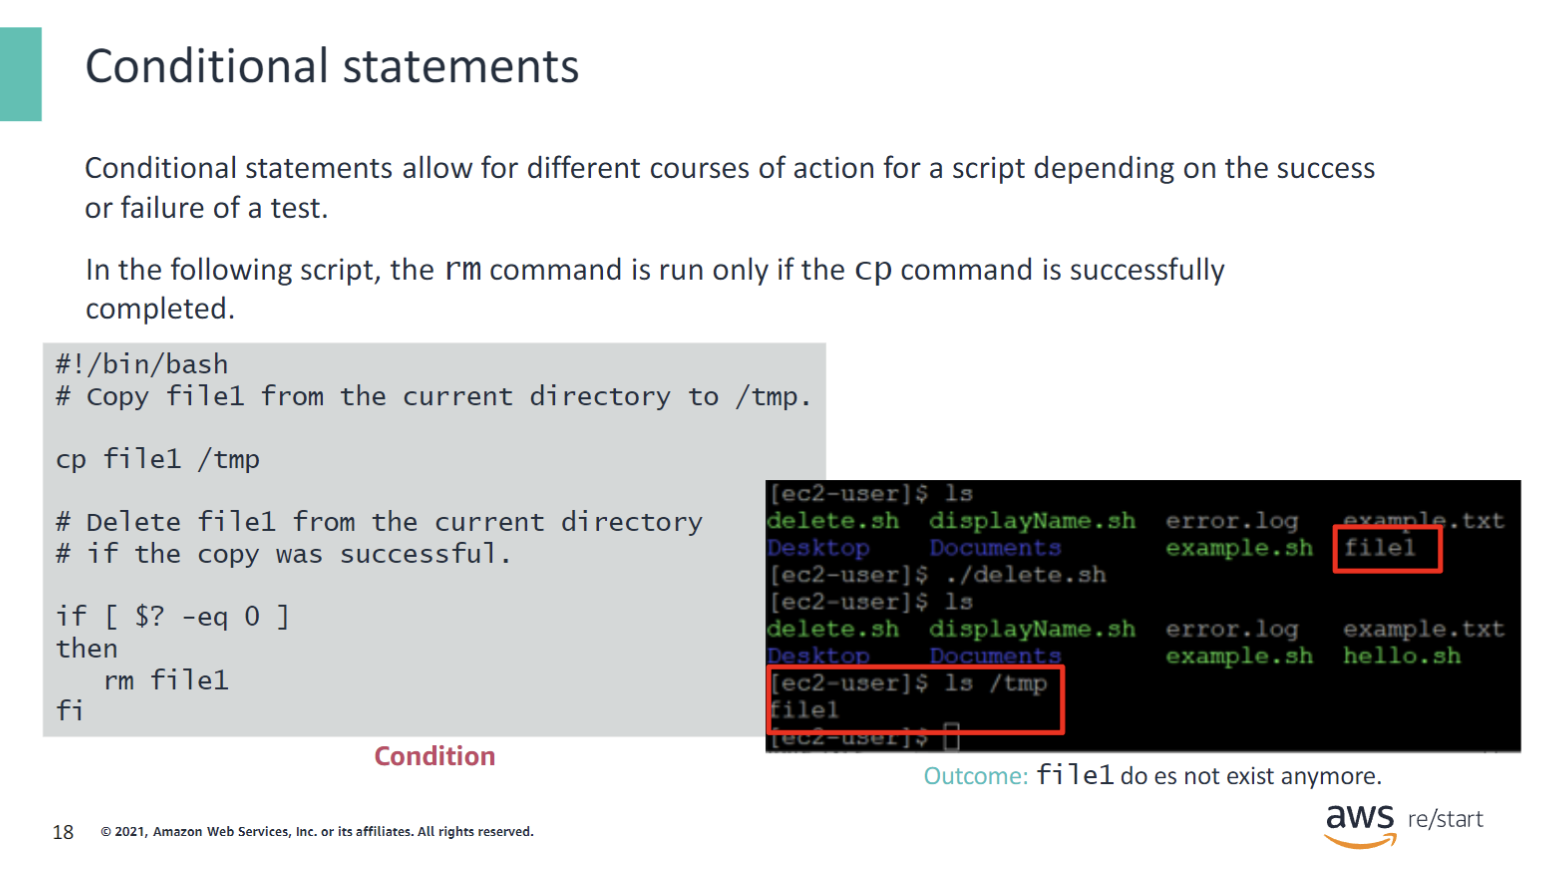 Conditional statements
Conditional statements allow for different courses of action for a script depending on the success
or failure of a test.
In the following script, the rm command is run only if the cp command is successfully
completed.
#!/bin/bash
# Copy file1 from the current directory to /tmp.
cp file1 /tmp
# Delete file1 from the current directory
# if the copy was successful.
if [ $? -eq 0 ]
then
rm file1
fi
Condition
[ec2-user]$ ls
delete.sh displayName.sh error.log example.txt
Desktop Documents example.sh file1
[ec2-user]$ ./delete.sh
[ec2-user]$ ls
delete.sh displayName.sh error.log example.txt
Desktop Documents example.sh hello.sh
[ec2-user]$ ls /tmp
file1
[ec2-user]$
Outcome: file1 do es not exist anymore.
18 © 2021, Amazon Web Services, Inc. or its affiliates. All rights reserved.
aws re/start